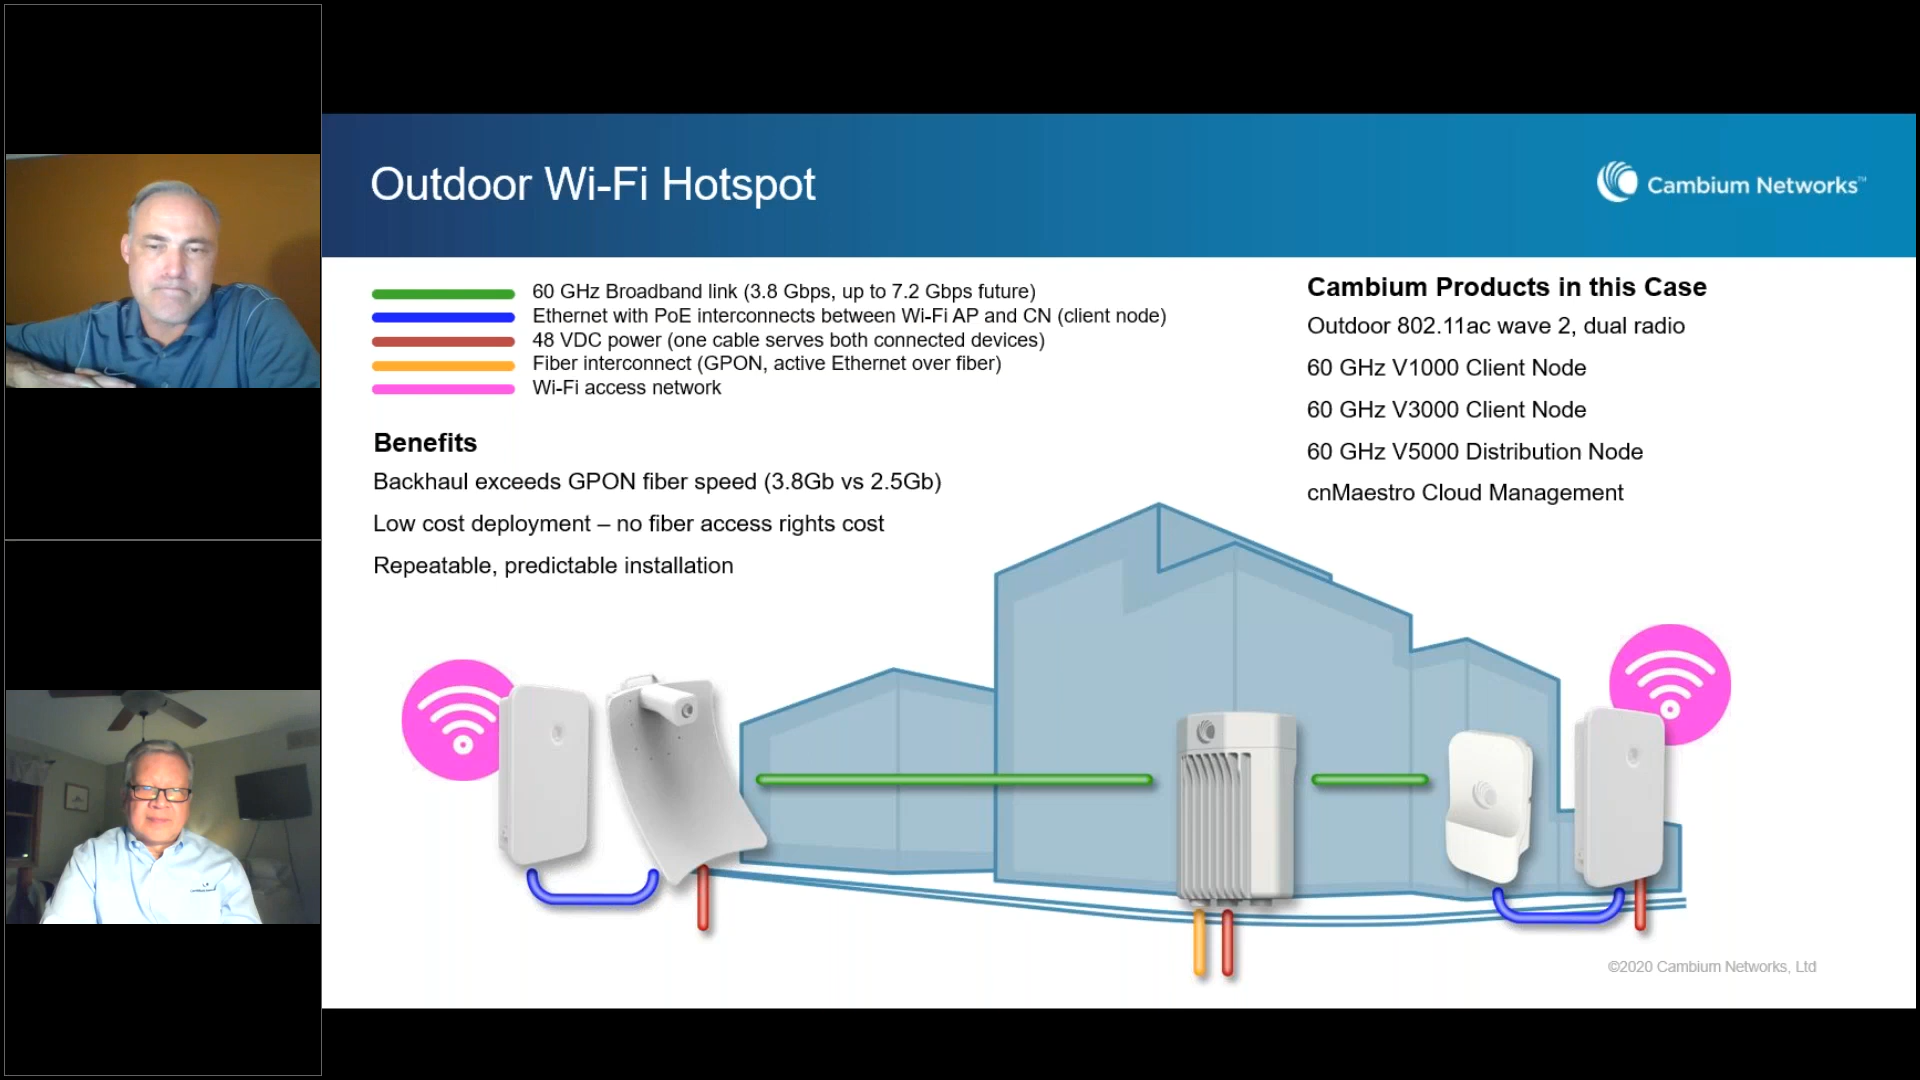 Outdoor Wi-Fi Hotspot
Cambium Networks™
60 GHz Broadband link (3.8 Gbps, up to 7.2 Gbps future)
Ethernet with PoE interconnects between Wi-Fi AP and CN (client node)
48 VDC power (one cable serves both connected devices)
Fiber interconnect (GPON, active Ethernet over fiber)
Wi-Fi access network
Benefits
Backhaul exceeds GPON fiber speed (3.8Gb vs 2.5Gb)
Low cost deployment – no fiber access rights cost
Repeatable, predictable installation
Cambium Products in this Case
Outdoor 802.11ac wave 2, dual radio
60 GHz V1000 Client Node
60 GHz V3000 Client Node
60 GHz V5000 Distribution Node
cnMaestro Cloud Management
©2020 Cambium Networks, Ltd